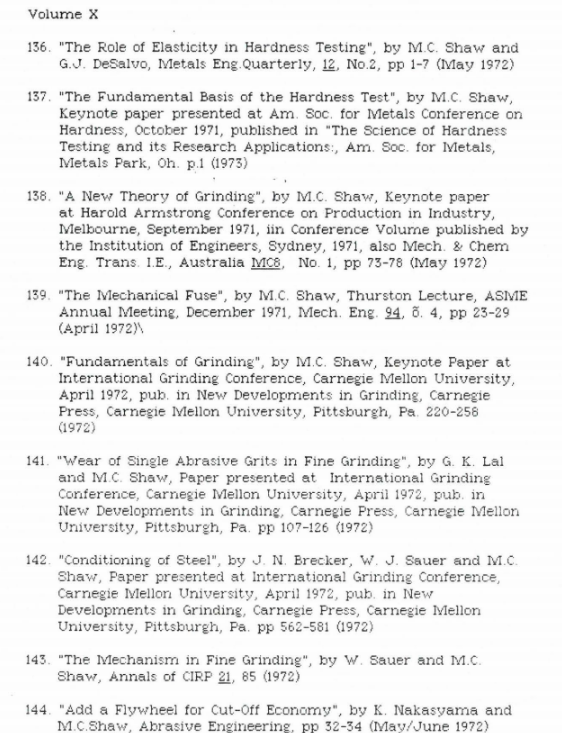 Volume X
136. "The Role of Elasticity in Hardness Testing", by M.C. Shaw and
G.J. DeSalvo, Metals Eng.Quarterly, 12, No.2, pp 1-7 (May 1972)
137. "The Fundamental Basis of the Hardness Test", by M.C. Shaw,
Keynote paper presented at Am. Soc. for Metals Conference on
Hardness, October 1971, published in "The Science of Hardness
Testing and its Research Applications:, Am. Soc. for Metals,
Metals Park, Oh. p.1 (1973)
138. "A New Theory of Grinding", by M.C. Shaw, Keynote paper
at Harold Armstrong Conference on Production in Industry,
Melbourne, September 1971, iin Conference Volume published by
the Institution of Engineers, Sydney, 1971, also Mech. & Chem
Eng. Trans. I.E., Australia MC8, No. 1, pp 73-78 (May 1972)
139. "The Mechanical Fuse", by M.C. Shaw, Thurston Lecture, ASME
Annual Meeting, December 1971, Mech. Eng. 94, õ. 4, pp 23-29
(April 1972)\
140. "Fundamentals of Grinding", by M.C. Shaw, Keynote Paper at
International Grinding Conference, Carnegie Mellon University,
April 1972, pub. in New Developments in Grinding, Carnegie
Press, Carnegie Mellon University, Pittsburgh, Pa. 220-258
(1972)
141. "Wear of Single Abrasive Grits in Fine Grinding", by G. K. Lal
and M.C. Shaw, Paper presented at International Grinding
Conference, Carnegie Mellon University, April 1972, pub. in
New Developments in Grinding, Carnegie Press, Carnegie Mellon
University, Pittsburgh, Pa. pp 107-126 (1972)
142. "Conditioning of Steel", by J. N. Brecker, W. J. Sauer and M.C.
Shaw, Paper presented at International Grinding Conference,
Carnegie Mellon University, April 1972, pub. in New
Developments in Grinding, Carnegie Press, Carnegie Mellon
University, Pittsburgh, Pa. pp 562-581 (1972)
143. "The Mechanism in Fine Grinding", by W. Sauer and M.C.
Shaw, Annals of CIRP 21, 85 (1972)
144. "Add a Flywheel for Cut-Off Economy", by K. Nakasyama and
M.C.Shaw, Abrasive Engineering, pp 32-34 (May/June 1972)